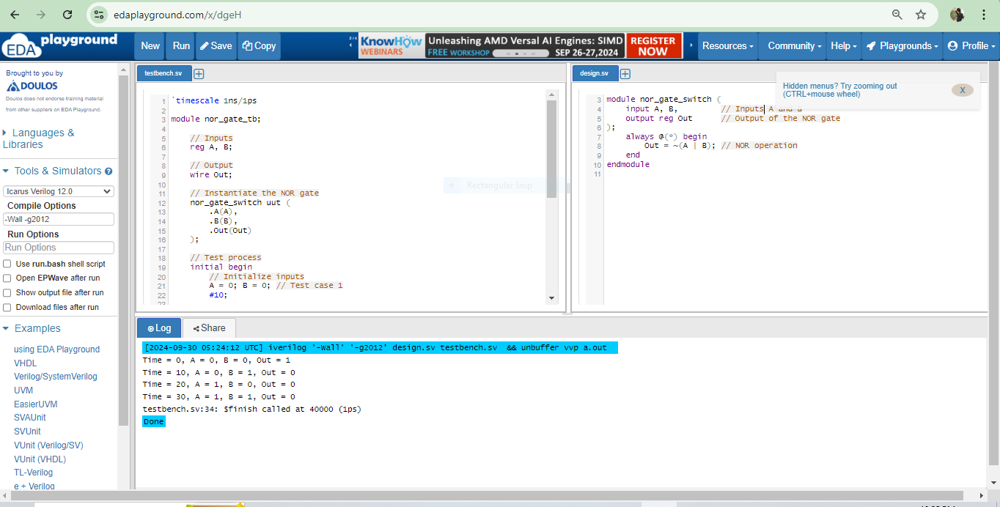 edaplayground.com/x/dgeH
EDA playground
New
Run
Save
Copy
KnowHow
WEBINARS
Unleashing AMD Versal AI Engines: SIMD
FREE WORKSHOP
SEP 26-27,2024
REGISTER
NOW
Resources
Community
Help
Playgrounds
Profile
Brought to you by
DOULOS
Doulos does not endorse training material
from other suppliers on EDA Playground.
Languages &
Libraries
Tools & Simulators
Icarus Verilog 12.0
Compile Options
-Wall -g2012
Run Options
Run Options
Use run.bash shell script
Open EPWave after run
Show output file after run
Download files after run
Examples
using EDA Playground
VHDL
Verilog/SystemVerilog
UVM
EasierUVM
SVAUnit
SVUnit
VUnit (Verilog/SV)
VUnit (VHDL)
TL-Verilog
e + Verilog
testbench.sv
1 `timescale 1ns/1ps
2
3 module nor_gate_tb;
4
5 // Inputs
6 reg A, B;
7
8 // Output
9 wire Out;
10
11 // Instantiate the NOR gate
12 nor_gate_switch uut (
13 .A(A),
14 .B(B),
15 .Out(Out)
16 );
17
18 // Test process
19 initial begin
20 // Initialize inputs
21 A = 0; B = 0; // Test case 1
22 #10;
23
Rectangular Snip
design.sv
Hidden menus? Try zooming out
(CTRL+mouse wheel)
X
3 module nor_gate_switch (
4 input A, B, // Inputs A and B
5 output reg Out // Output of the NOR gate
6 );
7 always @(*) begin
8 Out = ~(A | B); // NOR operation
9 end
10 endmodule
11
Log
Share
[2024-09-30 05:24:12 UTC] iverilog '-Wall' '-g2012' design.sv testbench.sv && unbuffer vvp a.out
Time = 0, A = 0, B = 0, Out = 1
Time = 10, A = 0, B = 1, Out = 0
Time = 20, A = 1, B = 0, Out = 0
Time = 30, A = 1, B = 1, Out = 0
testbench.sv:34: $finish called at 40000 (1ps)
Done